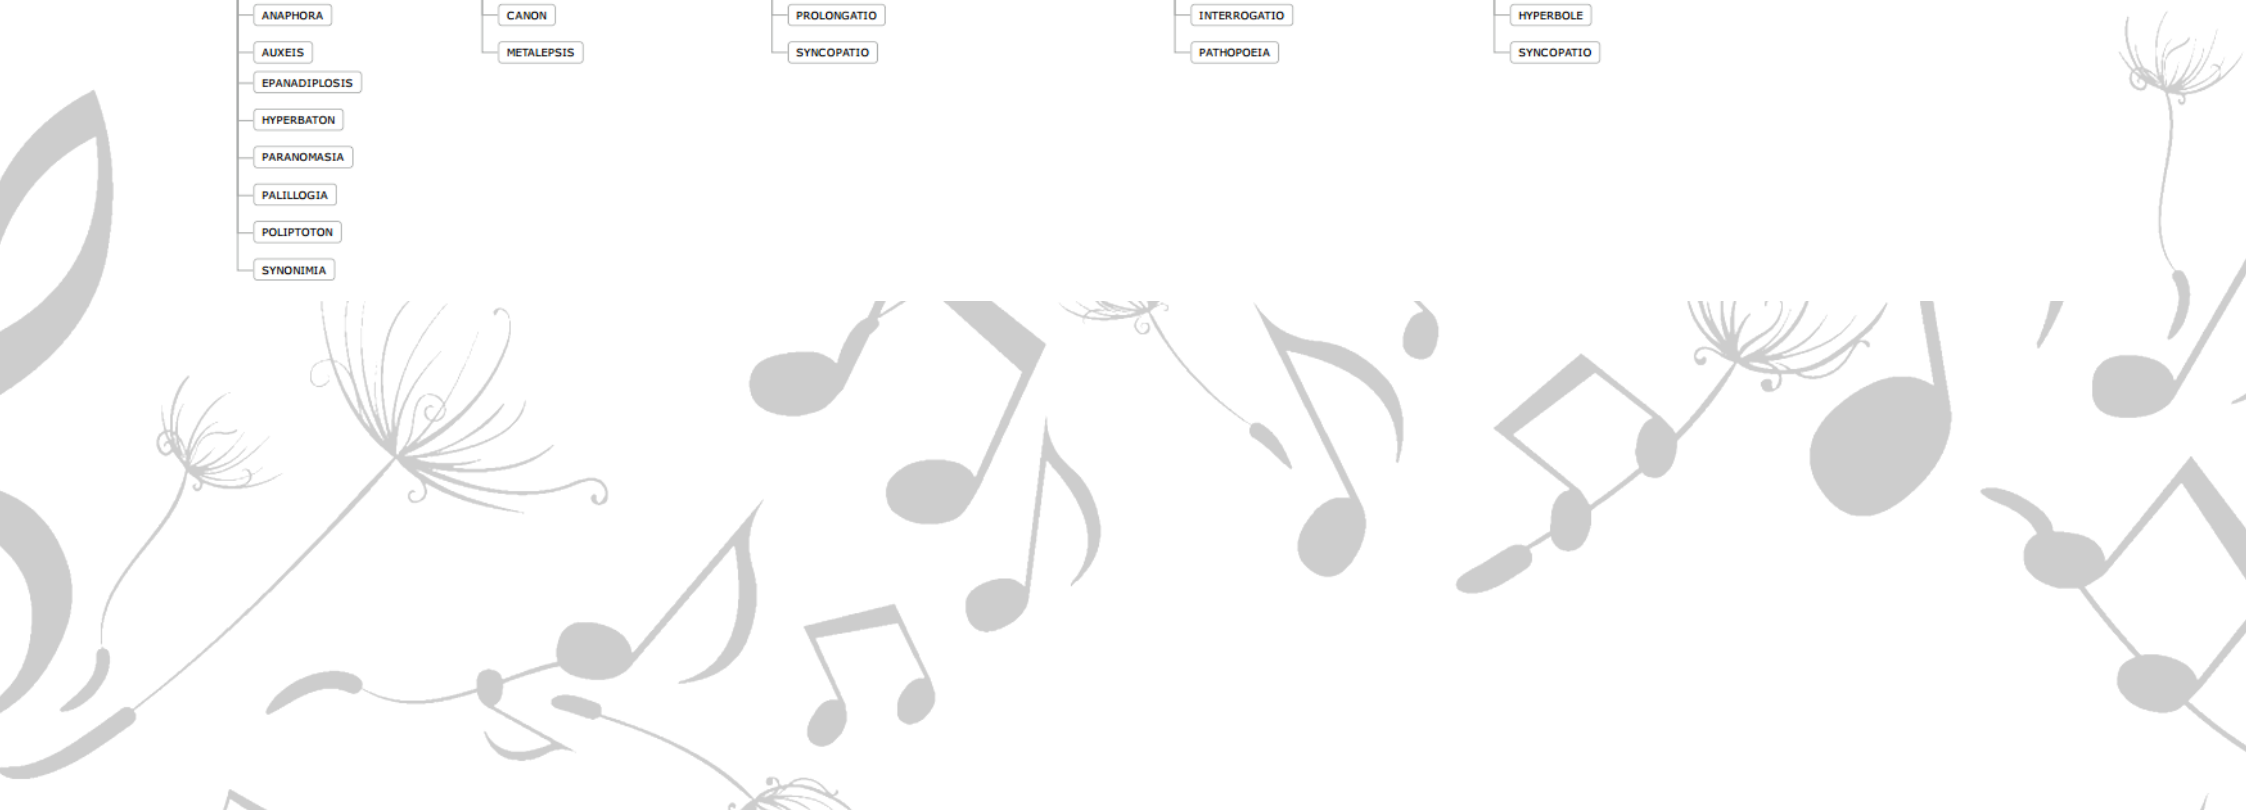 ANAPHORA
AUXEIS
EPANADIPLOSIS
HYPERBATON
PARANOMASIA
PALILLOGIA
POLIPTOTON
SYNONIMIA
CANON
METALEPSIS
PROLONGATIO
SYNCOPATIO
INTERROGATIO
PATHOPOEIA
HYPERBOLE
SYNCOPATIO